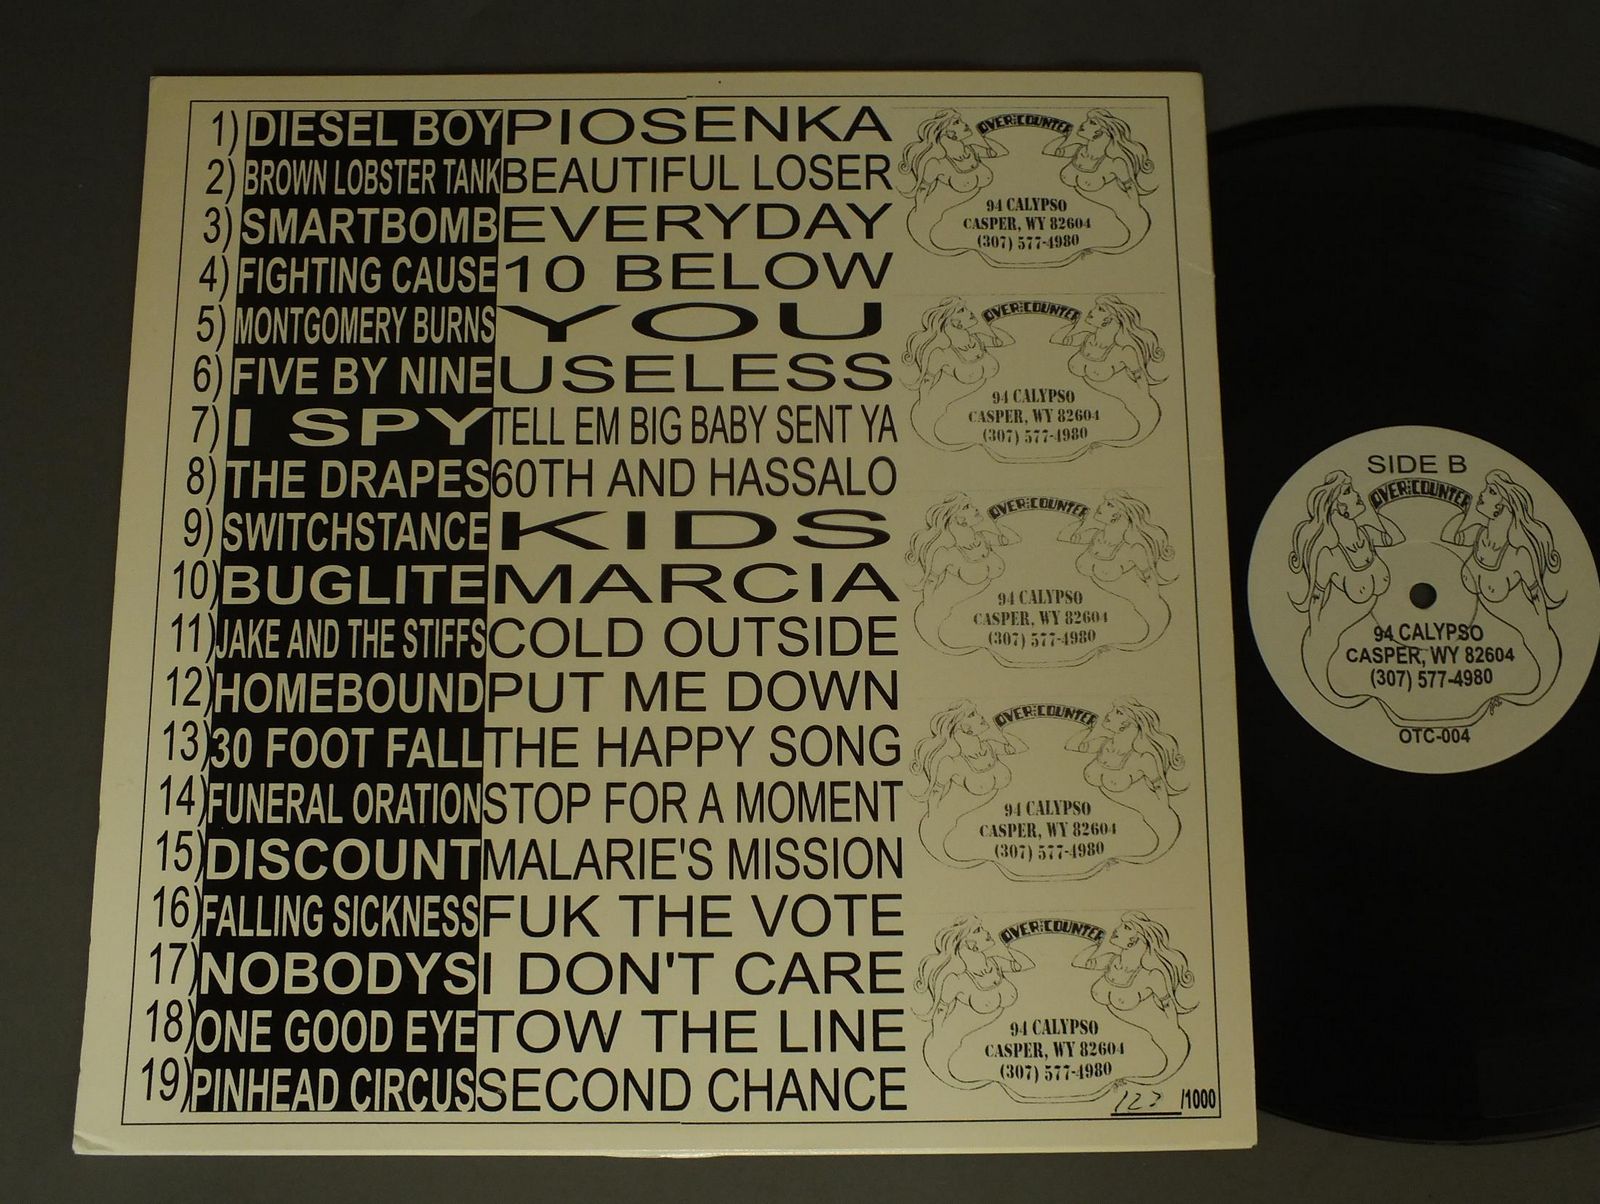 1) DIESEL BOY PIOSENKA
2) BROWN LOBSTER TANK BEAUTIFUL LOSER
3) SMARTBOMB EVERYDAY
4) FIGHTING CAUSE 10 BELOW
5) MONTGOMERY BURNS YOU
6) FIVE BY NINE USELESS
7) I SPY TELL EM BIG BABY SENT YA
8) THE DRAPES 60TH AND HASSALO
9) SWITCHSTANCE KIDS
10) BUGLITE MARCIA
11) JAKE AND THE STIFFS COLD OUTSIDE
12) HOMEBOUND PUT ME DOWN
13) 30 FOOT FALL THE HAPPY SONG
14) FUNERAL ORATION STOP FOR A MOMENT
15) DISCOUNT MALARIE'S MISSION
16) FALLING SICKNESS FUK THE VOTE
17) NOBODYS I DON'T CARE
18) ONE GOOD EYE TOW THE LINE
19) PINHEAD CIRCUS SECOND CHANCE
OVER THE COUNTER
94 CALYPSO
CASPER, WY 82604
(307) 577-4980
OVER THE COUNTER
94 CALYPSO
CASPER, WY 82604
(307) 577-4980
OVER THE COUNTER
94 CALYPSO
CASPER, WY 82604
(307) 577-4980
OVER THE COUNTER
94 CALYPSO
CASPER, WY 82604
(307) 577-4980
OVER THE COUNTER
94 CALYPSO
CASPER, WY 82604
(307) 577-4980
/1000
SIDE B
OVER THE COUNTER
94 CALYPSO
CASPER, WY 82604
(307) 577-4980
OTC-004